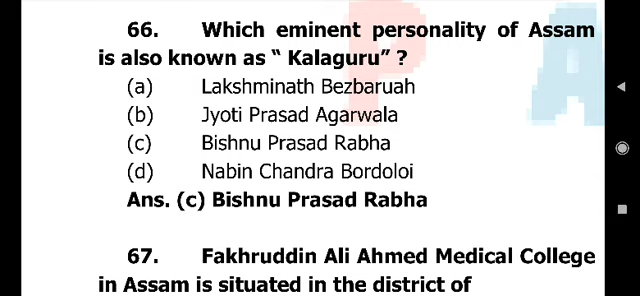 66. Which eminent personality of Assam
is also known as “ Kalaguru” ?
(a) Lakshminath Bezbaruah
(b) Jyoti Prasad Agarwala
(c) Bishnu Prasad Rabha
(d) Nabin Chandra Bordoloi
Ans. (c) Bishnu Prasad Rabha
67. Fakhruddin Ali Ahmed Medical College
in Assam is situated in the district of